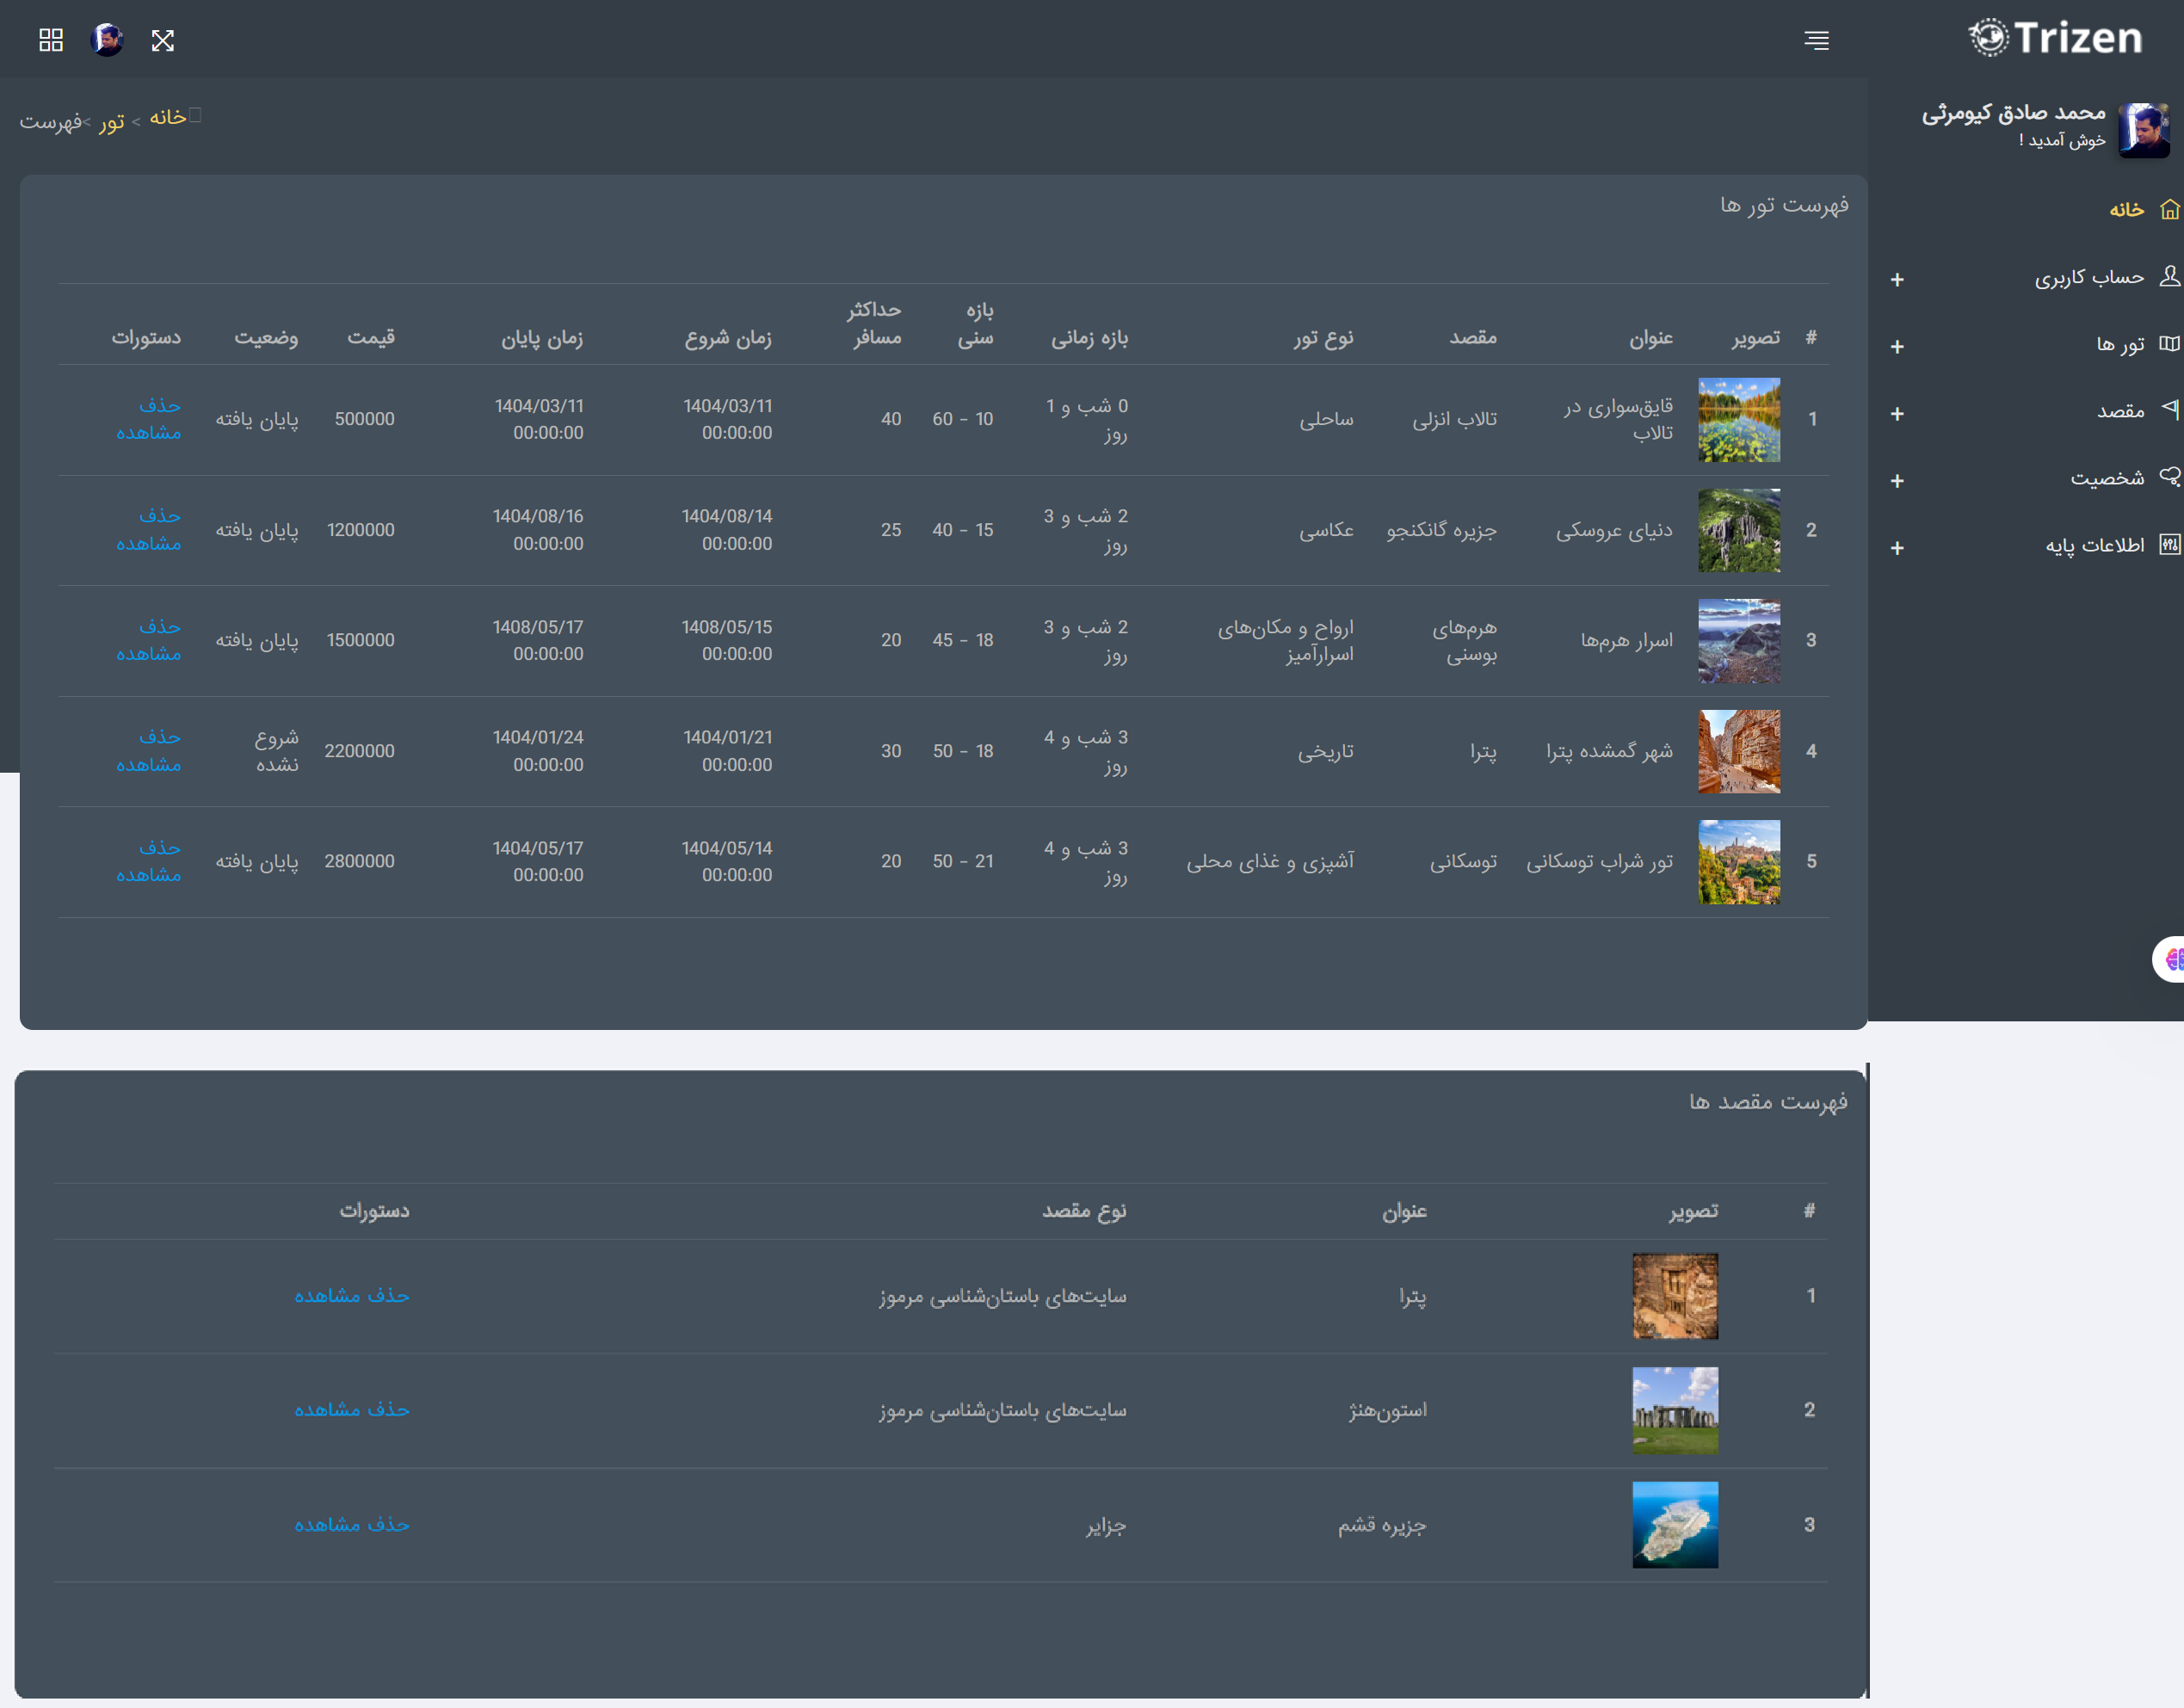 Trizen
محمد صادق کیومرثی
خوش آمدید !
خانه
حساب کاربری +
تور ها +
مقصد +
شخصیت +
اطلاعات پایه +
خانه > تور >فهرست
فهرست تور ها
# تصویر عنوان مقصد نوع تور بازه زمانی بازه سنی حداکثر مسافر زمان شروع زمان پایان قیمت وضعیت دستورات
1 قایق‌سواری در تالاب تالاب انزلی ساحلی 0 شب و 1 روز 10 - 60 40 1404/03/11 00:00:00 1404/03/11 00:00:00 500000 پایان یافته حذف مشاهده
2 دنیای عروسکی جزیره گانکنجو عکاسی 2 شب و 3 روز 15 - 40 25 1404/08/14 00:00:00 1404/08/16 00:00:00 1200000 پایان یافته حذف مشاهده
3 اسرار هرم‌ها هرم‌های بوسنی ارواح و مکان‌های اسرارآمیز 2 شب و 3 روز 18 - 45 20 1408/05/15 00:00:00 1408/05/17 00:00:00 1500000 پایان یافته حذف مشاهده
4 شهر گمشده پترا پترا تاریخی 3 شب و 4 روز 18 - 50 30 1404/01/21 00:00:00 1404/01/24 00:00:00 2200000 شروع نشده حذف مشاهده
5 تور شراب توسکانی توسکانی آشپزی و غذای محلی 3 شب و 4 روز 21 - 50 20 1404/05/14 00:00:00 1404/05/17 00:00:00 2800000 پایان یافته حذف مشاهده
فهرست مقصد ها
# تصویر عنوان نوع مقصد دستورات
1 پترا سایت‌های باستان‌شناسی مرموز حذف مشاهده
2 استون‌هنژ سایت‌های باستان‌شناسی مرموز حذف مشاهده
3 جزیره قشم جزایر حذف مشاهده